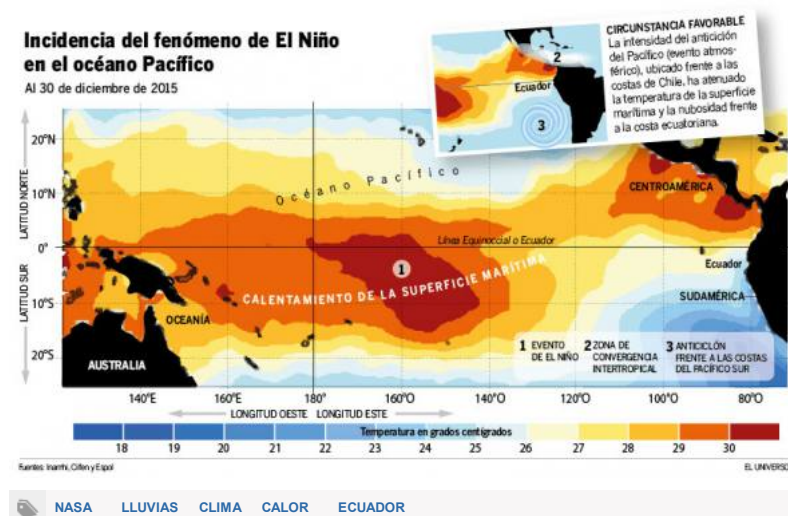 Incidencia del fenómeno de El Niño
en el océano Pacífico
Al 30 de diciembre de 2015
CIRCUNSTANCIA FAVORABLE
La intensidad del anticiclón
del Pacífico (evento atmos-
férico), ubicado frente a las
costas de Chile, ha atenuado
la temperatura de la superficie
marítima y la nubosidad frente
a la costa ecuatoriana.
2
Ecuador
3
LATITUD NORTE
LATITUD SUR
20°N
10°N
0°
10°S
20°S
Océano Pacífico
CENTROAMÉRICA
Línea Equinoccial o Ecuador
1
Ecuador
CALENTAMIENTO DE LA SUPERFICIE MARÍTIMA
SUDAMÉRICA
OCEANÍA
AUSTRALIA
1 EVENTO
DE EL NIÑO
2 ZONA DE
CONVERGENCIA
INTERTROPICAL
3 ANTICICLÓN
FRENTE A LAS COSTAS
DEL PACÍFICO SUR
140°E 160°E 180° 160°E 140°O 120°O 100°O 80°O
LONGITUD OESTE LONGITUD ESTE
Temperatura en grados centígrados
18 19 20 21 22 23 24 25 26 27 28 29 30
Fuentes: Inamhi, Ciifen y Espol
EL UNIVERSO
NASA LLUVIAS CLIMA CALOR ECUADOR